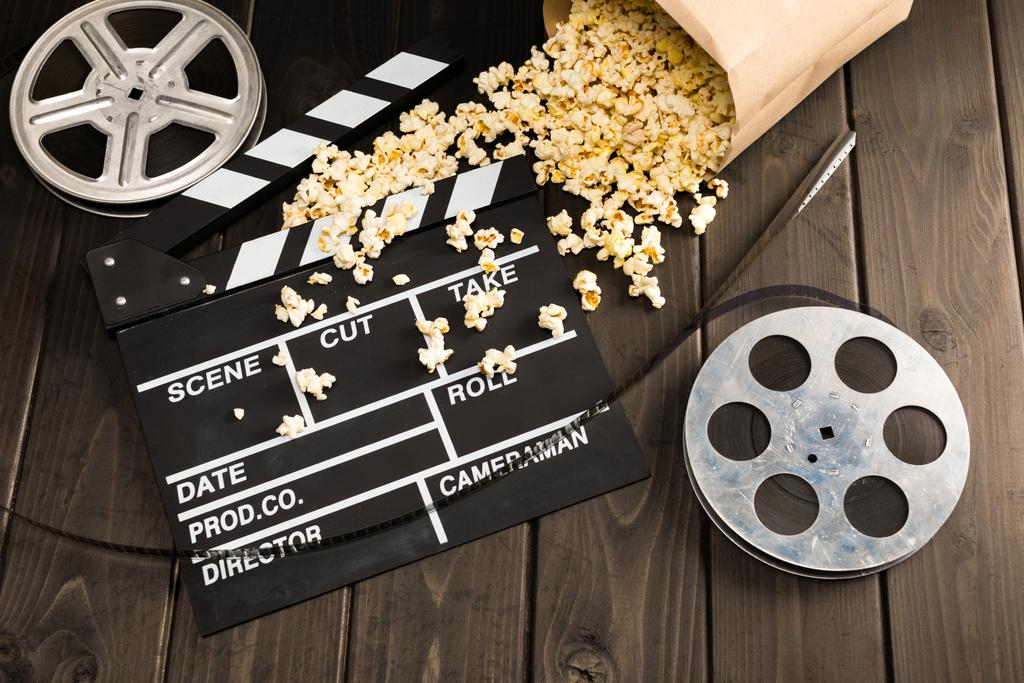 SCENE
CUT
TAKE
ROLL
DATE
PROD.CO.
DIRECTOR
CAMERAMAN